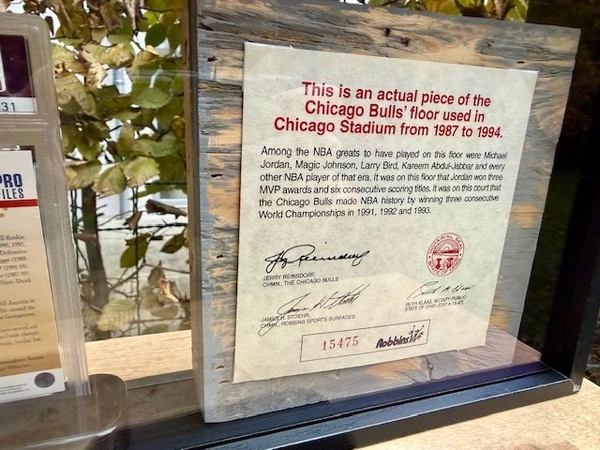 31
PRO
FILES
This is an actual piece of the
Chicago Bulls' floor used in
Chicago Stadium from 1987 to 1994.
Among the NBA greats to have played on this floor were Michael
Jordan, Magic Johnson, Larry Bird, Kareem Abdul-Jabbar and every
other NBA player of that era. It was on this floor that Jordan won three
MVP awards and six consecutive scoring titles. It was on this court that
the Chicago Bulls made NBA history by winning three consecutive
World Championships in 1991, 1992 and 1993.
Jerry Reinsdorf
JERRY REINSDORF,
CHMN., THE CHICAGO BULLS
JAMES H. STOEHR,
CHMN., ROBBINS SPORTS SURFACES
RUTH KLAAS, NOTARY PUBLIC
STATE OF OHIO
15475
Robbins